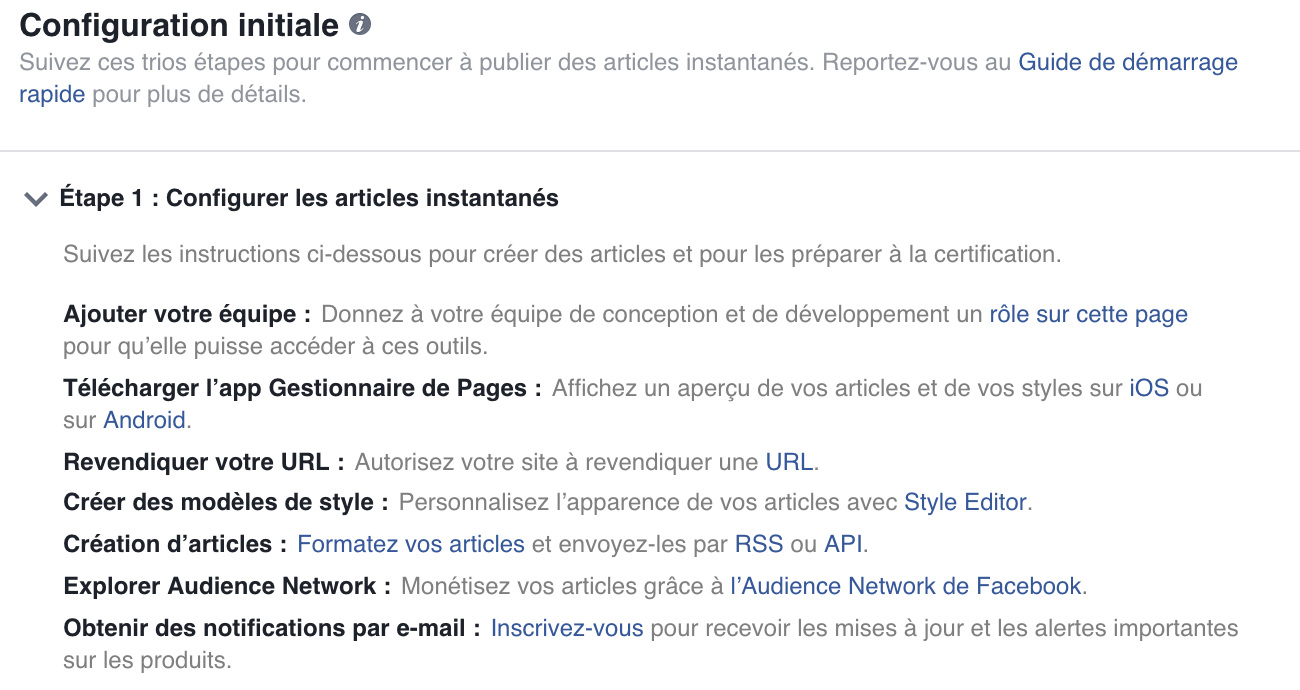 Configuration initiale
Suivez ces trios étapes pour commencer à publier des articles instantanés. Reportez-vous au Guide de démarrage
rapide pour plus de détails.
Étape 1 : Configurer les articles instantanés
Suivez les instructions ci-dessous pour créer des articles et pour les préparer à la certification.
Ajouter votre équipe : Donnez à votre équipe de conception et de développement un rôle sur cette page
pour qu’elle puisse accéder à ces outils.
Télécharger l’app Gestionnaire de Pages : Affichez un aperçu de vos articles et de vos styles sur iOS ou
sur Android.
Revendiquer votre URL : Autorisez votre site à revendiquer une URL.
Créer des modèles de style : Personnalisez l’apparence de vos articles avec Style Editor.
Création d’articles : Formatez vos articles et envoyez-les par RSS ou API.
Explorer Audience Network : Monétisez vos articles grâce à l’Audience Network de Facebook.
Obtenir des notifications par e-mail : Inscrivez-vous pour recevoir les mises à jour et les alertes importantes
sur les produits.